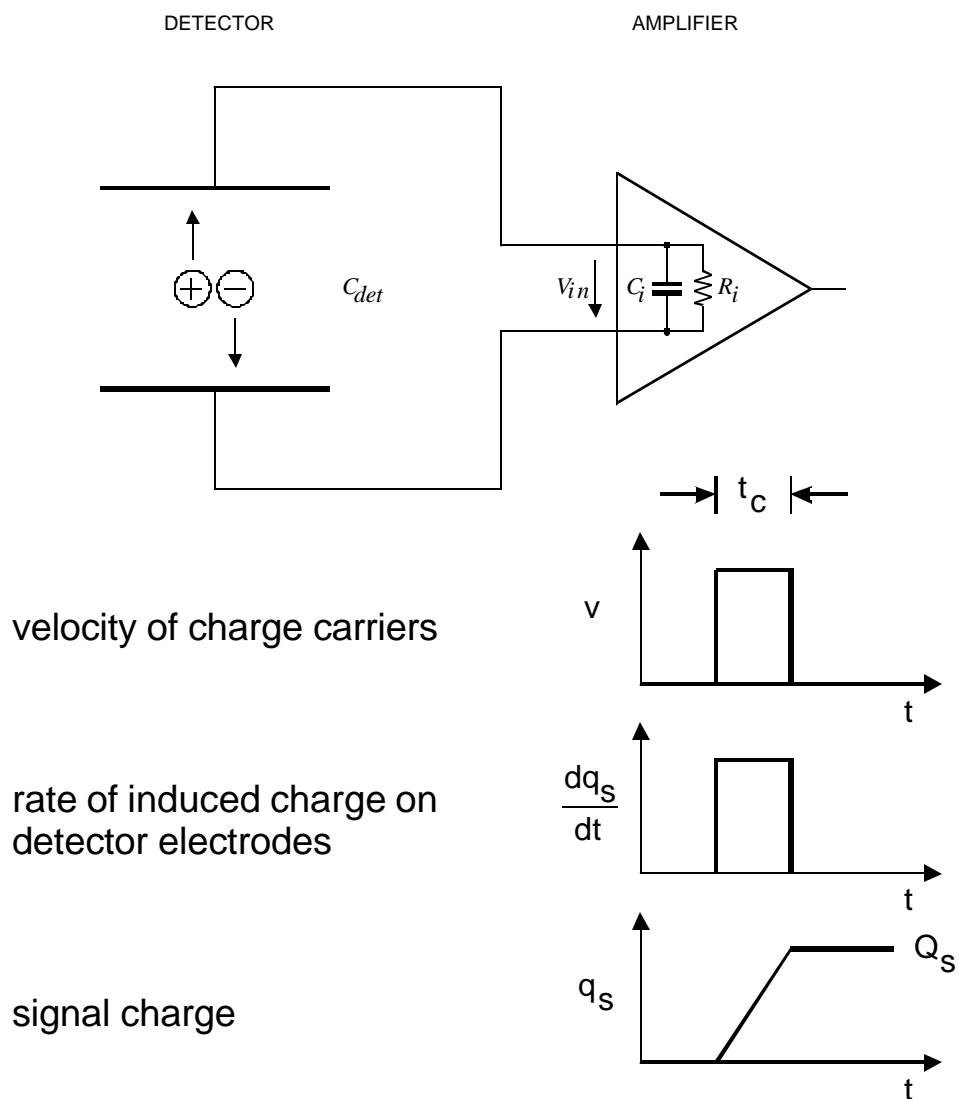 DETECTOR AMPLIFIER
+ −
C_det
V_in
C_i
R_i
t_c
velocity of charge carriers
v
t
rate of induced charge on
detector electrodes
dq_s
dt
t
signal charge
q_s
Q_s
t